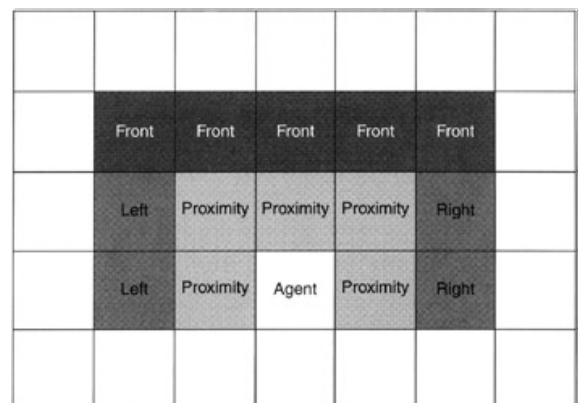 Front Front Front Front Front
Left Proximity Proximity Proximity Right
Left Proximity Agent Proximity Right